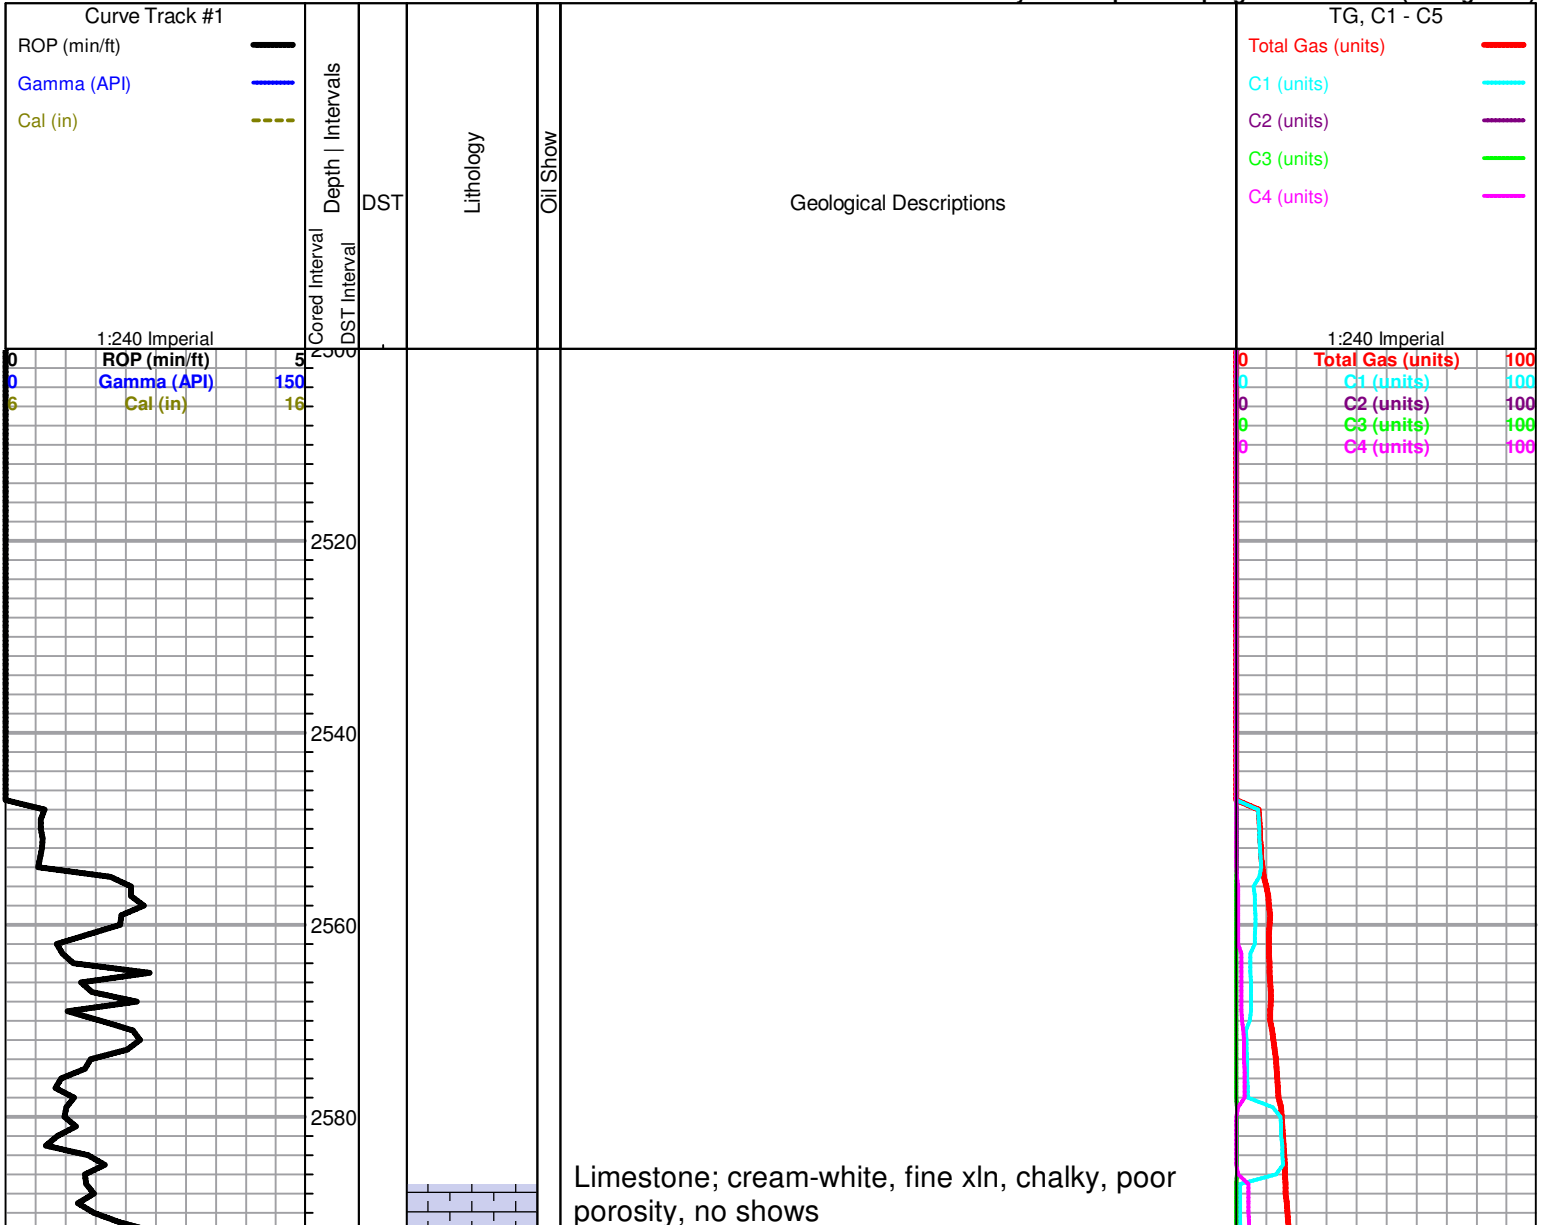 Curve Track #1
ROP (min/ft)
Gamma (API)
Cal (in)
1:240 Imperial
Depth | Intervals
Cored Interval
DST Interval
DST
Lithology
Oil Show
Geological Descriptions
TG, C1 - C5
Total Gas (units)
C1 (units)
C2 (units)
C3 (units)
C4 (units)
1:240 Imperial
0 ROP (min/ft) 5
0 Gamma (API) 150
6 Cal (in) 16
2500
0 Total Gas (units) 100
0 C1 (units) 100
0 C2 (units) 100
0 C3 (units) 100
0 C4 (units) 100
2520
2540
2560
2580
Limestone; cream-white, fine xln, chalky, poor
porosity, no shows